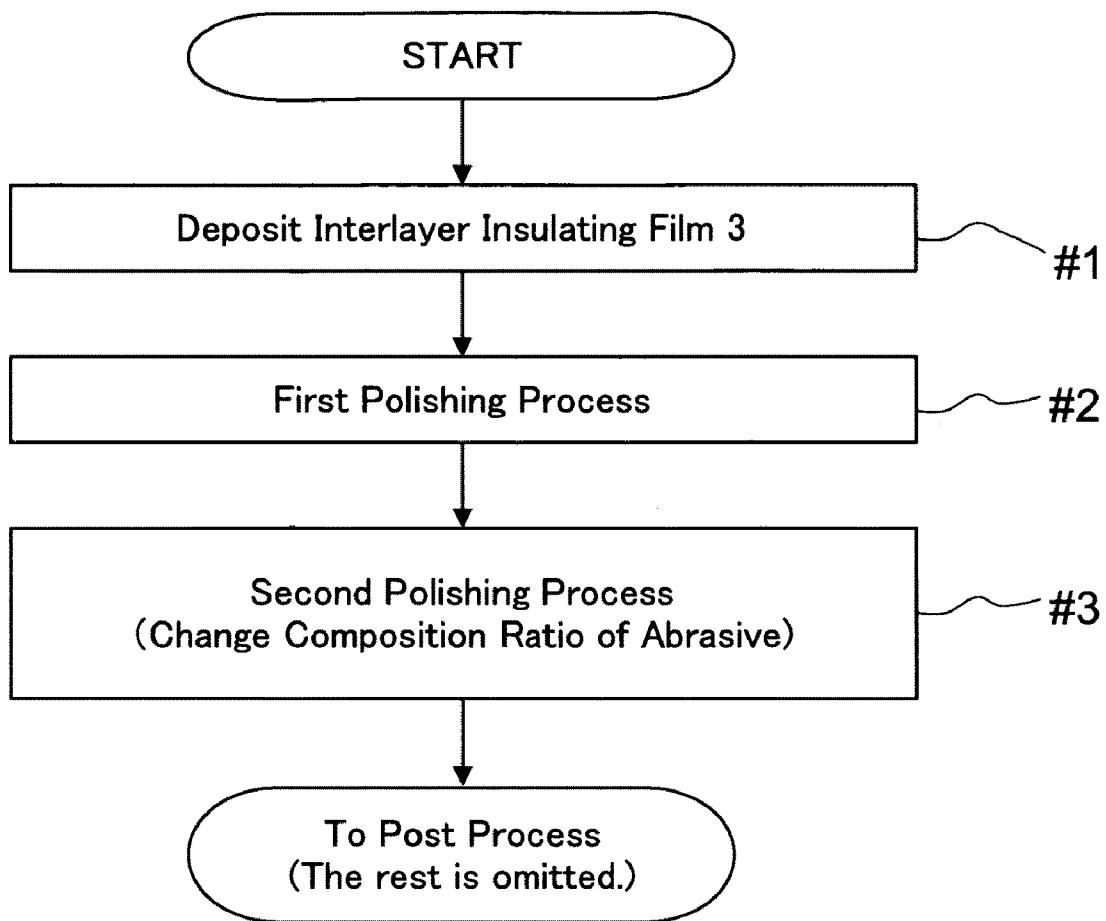 START
Deposit Interlayer Insulating Film 3
#1
First Polishing Process
#2
Second Polishing Process
(Change Composition Ratio of Abrasive)
#3
To Post Process
(The rest is omitted.)